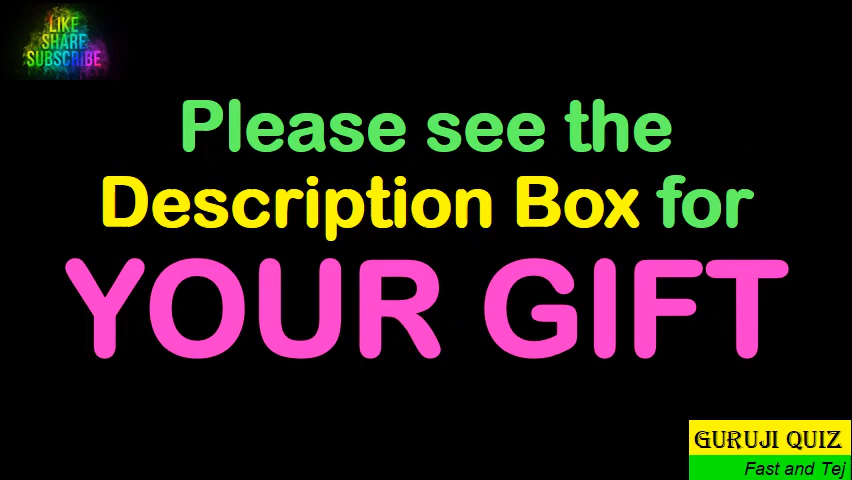 LIKE
SHARE
SUBSCRIBE
Please see the
Description Box for
YOUR GIFT
GURUJI QUIZ
Fast and Tej